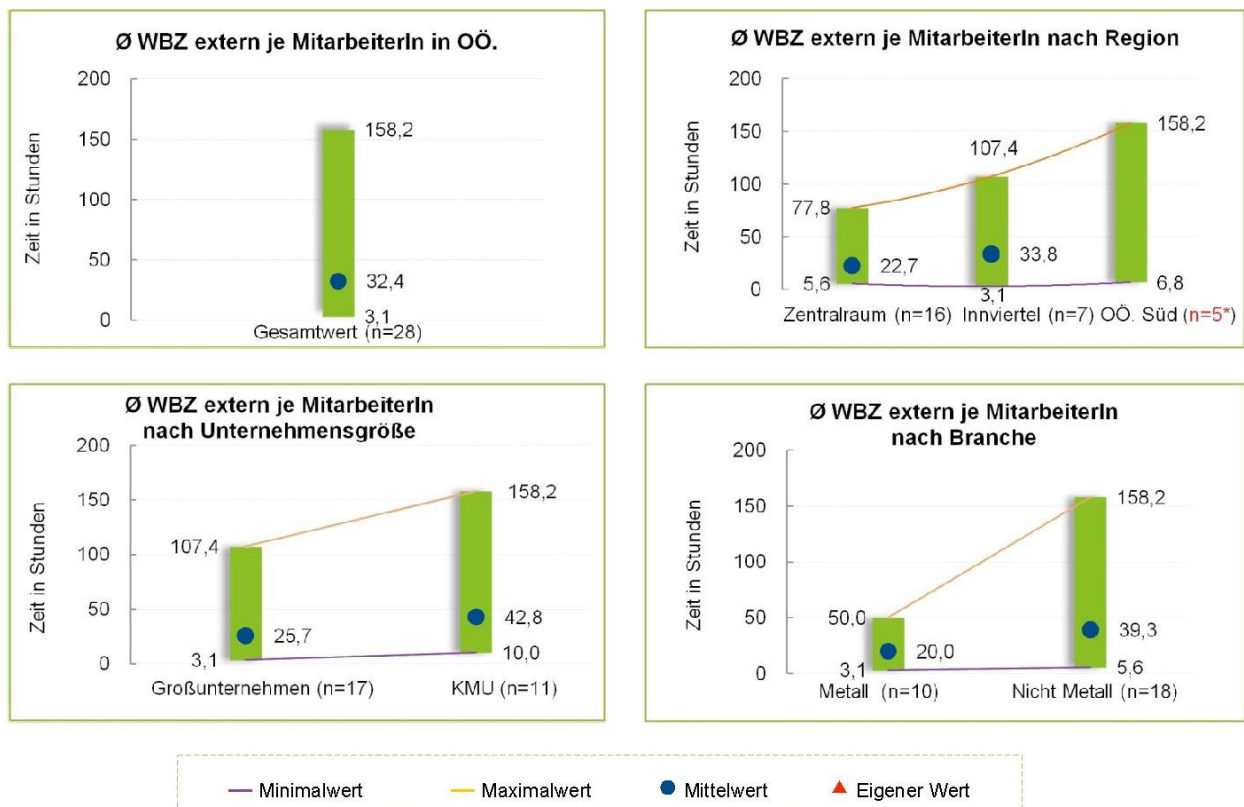 Ø WBZ extern je MitarbeiterIn in OÖ.
Zeit in Stunden
200
150
100
50
0
158,2
32,4
3,1
Gesamtwert (n=28)
Ø WBZ extern je MitarbeiterIn nach Region
Zeit in Stunden
200
150
100
50
0
77,8
22,7
5,6
107,4
33,8
3,1
158,2
6,8
Zentralraum (n=16) Innviertel (n=7) OÖ. Süd (n=5*)
Ø WBZ extern je MitarbeiterIn
nach Unternehmensgröße
Zeit in Stunden
200
150
100
50
0
107,4
25,7
3,1
158,2
42,8
10,0
Großunternehmen (n=17) KMU (n=11)
Ø WBZ extern je MitarbeiterIn
nach Branche
Zeit in Stunden
200
150
100
50
0
50,0
20,0
3,1
158,2
39,3
5,6
Metall (n=10) Nicht Metall (n=18)
Minimalwert Maximalwert Mittelwert Eigener Wert